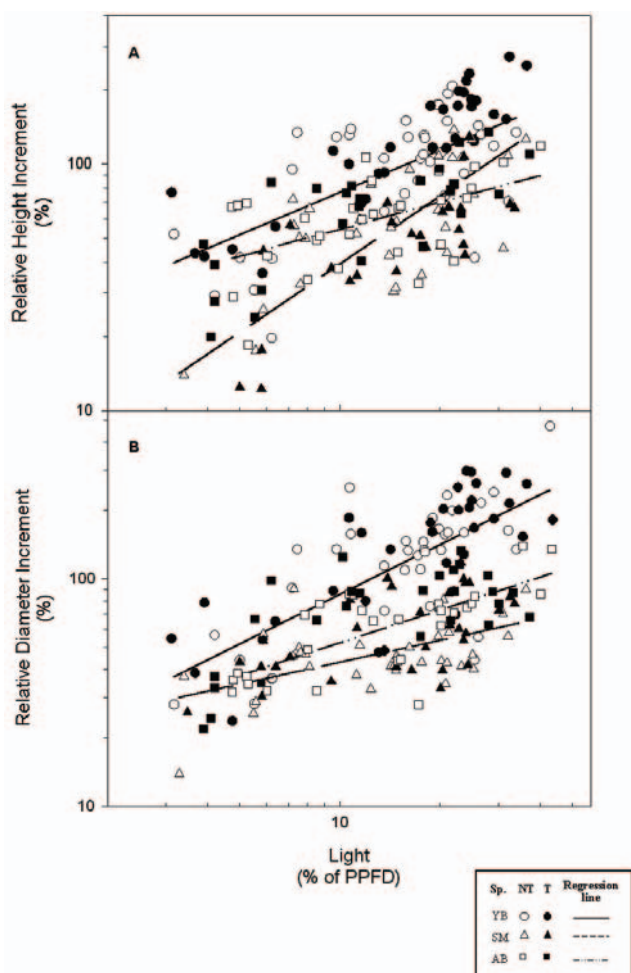 A
Relative Height Increment
(%)
100
10
B
Relative Diameter Increment
(%)
100
10
10
Light
(% of PPFD)
Sp. NT T Regression
line
YB
SM
AB